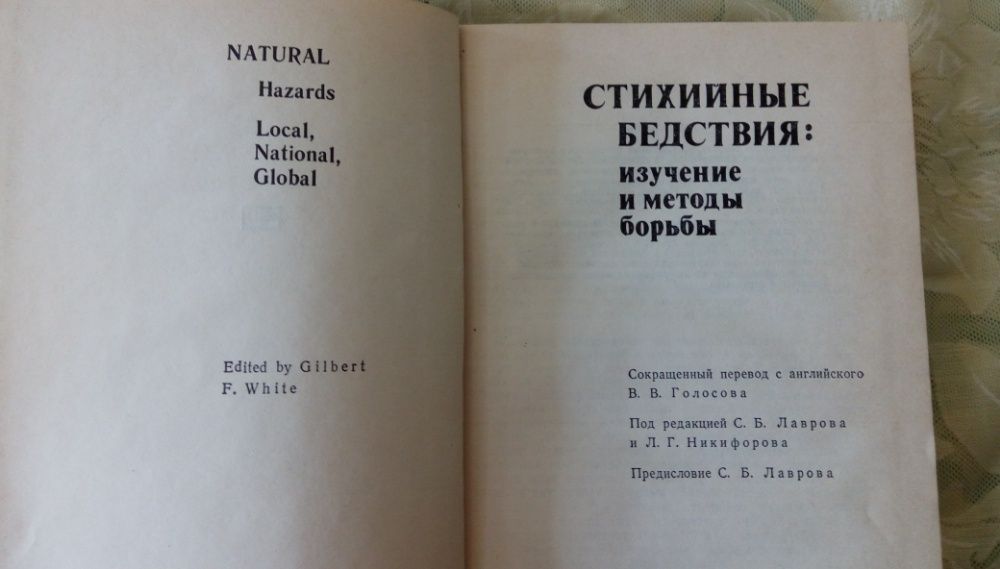 NATURAL
Hazards
Local,
National,
Global
Edited by Gilbert
F. White
СТИХИЙНЫЕ
БЕДСТВИЯ:
изучение
и методы
борьбы
Сокращенный перевод с английского
В. В. Голосова
Под редакцией С. Б. Лаврова
и Л. Г. Никифорова
Предисловие С. Б. Лаврова